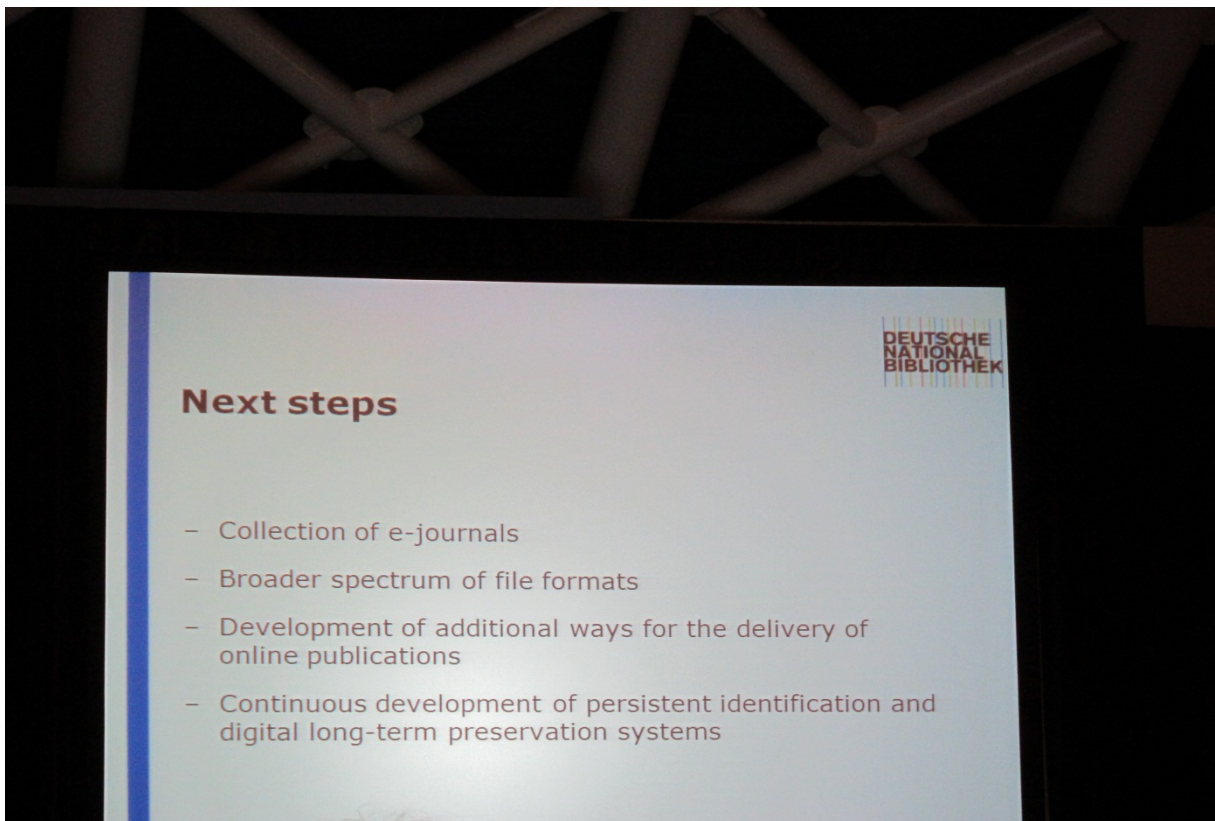 DEUTSCHE
NATIONAL
BIBLIOTHEK
Next steps
– Collection of e-journals
– Broader spectrum of file formats
– Development of additional ways for the delivery of
online publications
– Continuous development of persistent identification and
digital long-term preservation systems